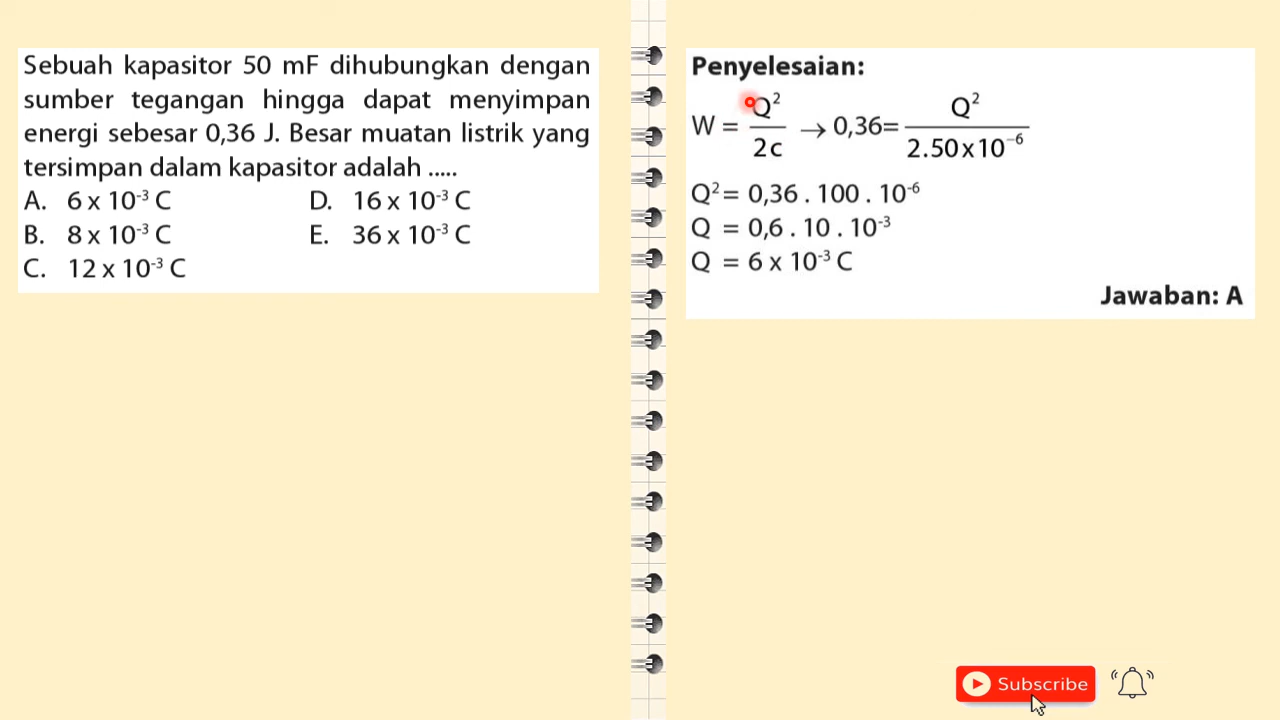 Sebuah kapasitor 50 mF dihubungkan dengan
sumber tegangan hingga dapat menyimpan
energi sebesar 0,36 J. Besar muatan listrik yang
tersimpan dalam kapasitor adalah .....
A. 6 x 10⁻³ C D. 16 x 10⁻³ C
B. 8 x 10⁻³ C E. 36 x 10⁻³ C
C. 12 x 10⁻³ C
Penyelesaian:
W = Q²/2c → 0,36= Q²/2.50x10⁻⁶
Q² = 0,36 . 100 . 10⁻⁶
Q = 0,6 . 10 . 10⁻³
Q = 6 x 10⁻³ C
Jawaban: A
Subscribe